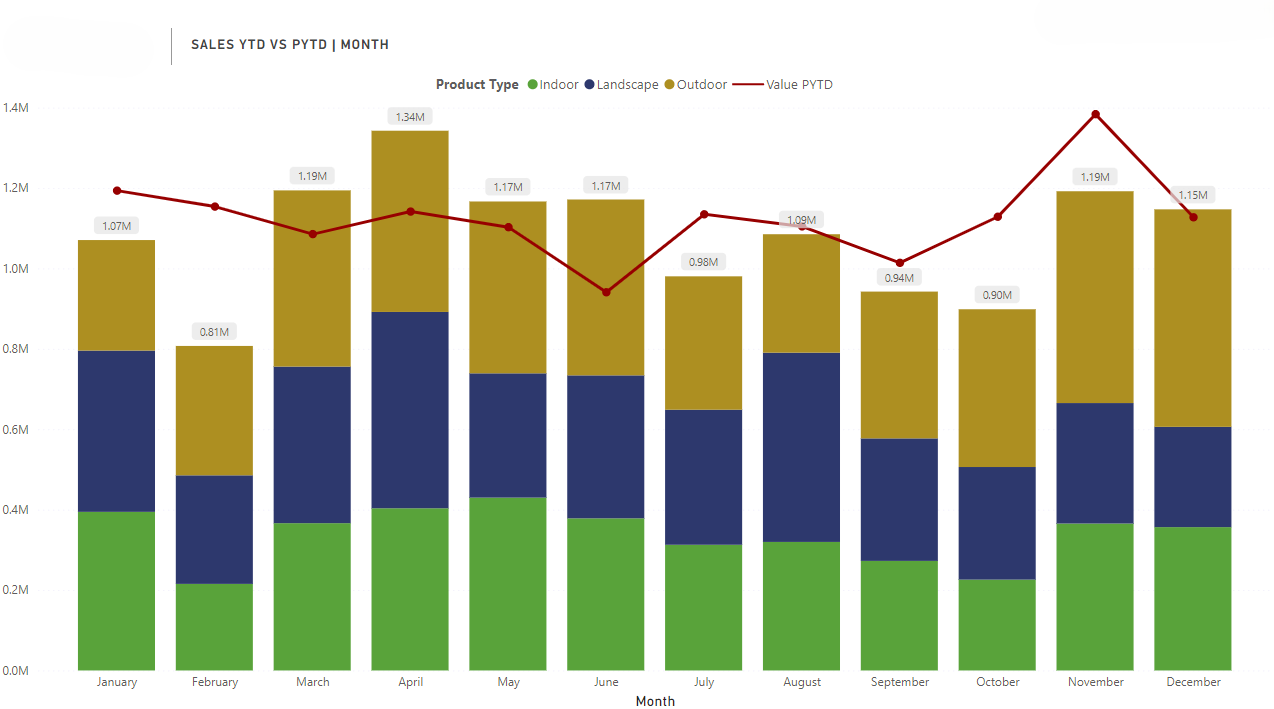 SALES YTD VS PYTD | MONTH
Product Type Indoor Landscape Outdoor Value PYTD
1.4M
1.2M
1.0M
0.8M
0.6M
0.4M
0.2M
0.0M
1.07M
0.81M
1.19M
1.34M
1.17M
1.17M
0.98M
1.09M
0.94M
0.90M
1.19M
1.15M
January February March April May June July August September October November December
Month